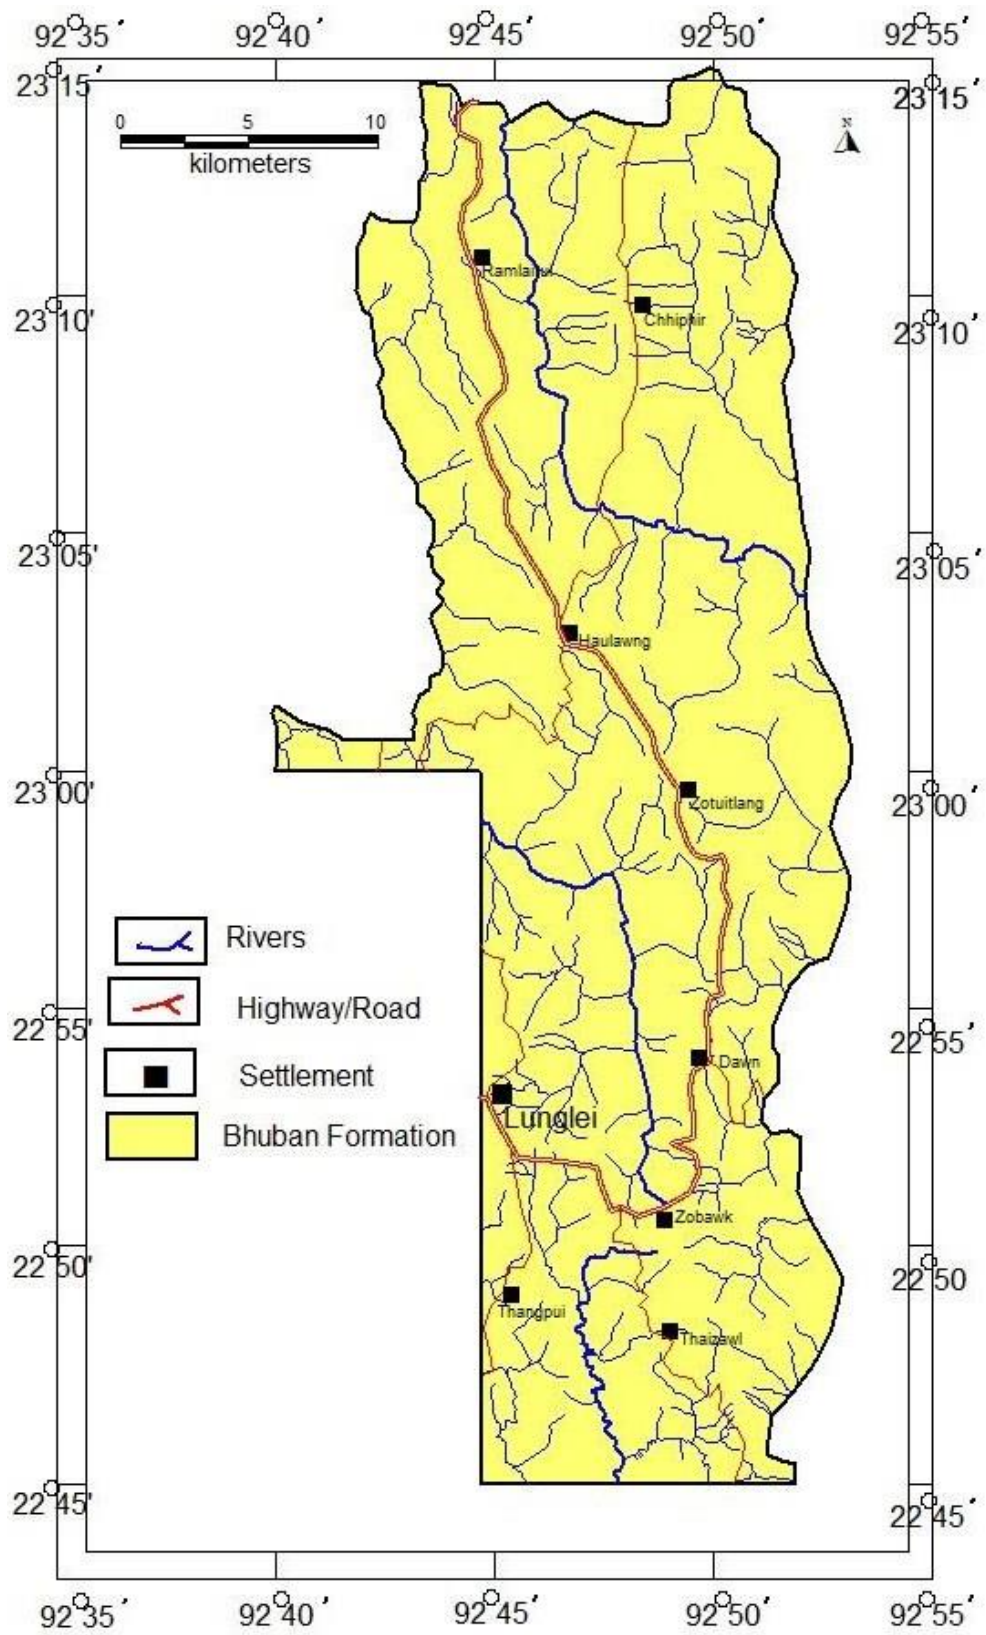 92°35′ 92°40′ 92°45′ 92°50′ 92°55′
23°15′ 23°15′
0 5 10
kilometers
N
Ramlaitui
Chhiphir
23°10′ 23°10′
23°05′ 23°05′
Haulawng
23°00′ 23°00′
Zotuitlang
Rivers
Highway/Road
22°55′ 22°55′
Dawn
Settlement
Lunglei
Bhuban Formation
Zobawk
22°50′ 22°50
Thangpui
Thaizawl
22°45′ 22°45′
92°35′ 92°40′ 92°45′ 92°50′ 92°55′